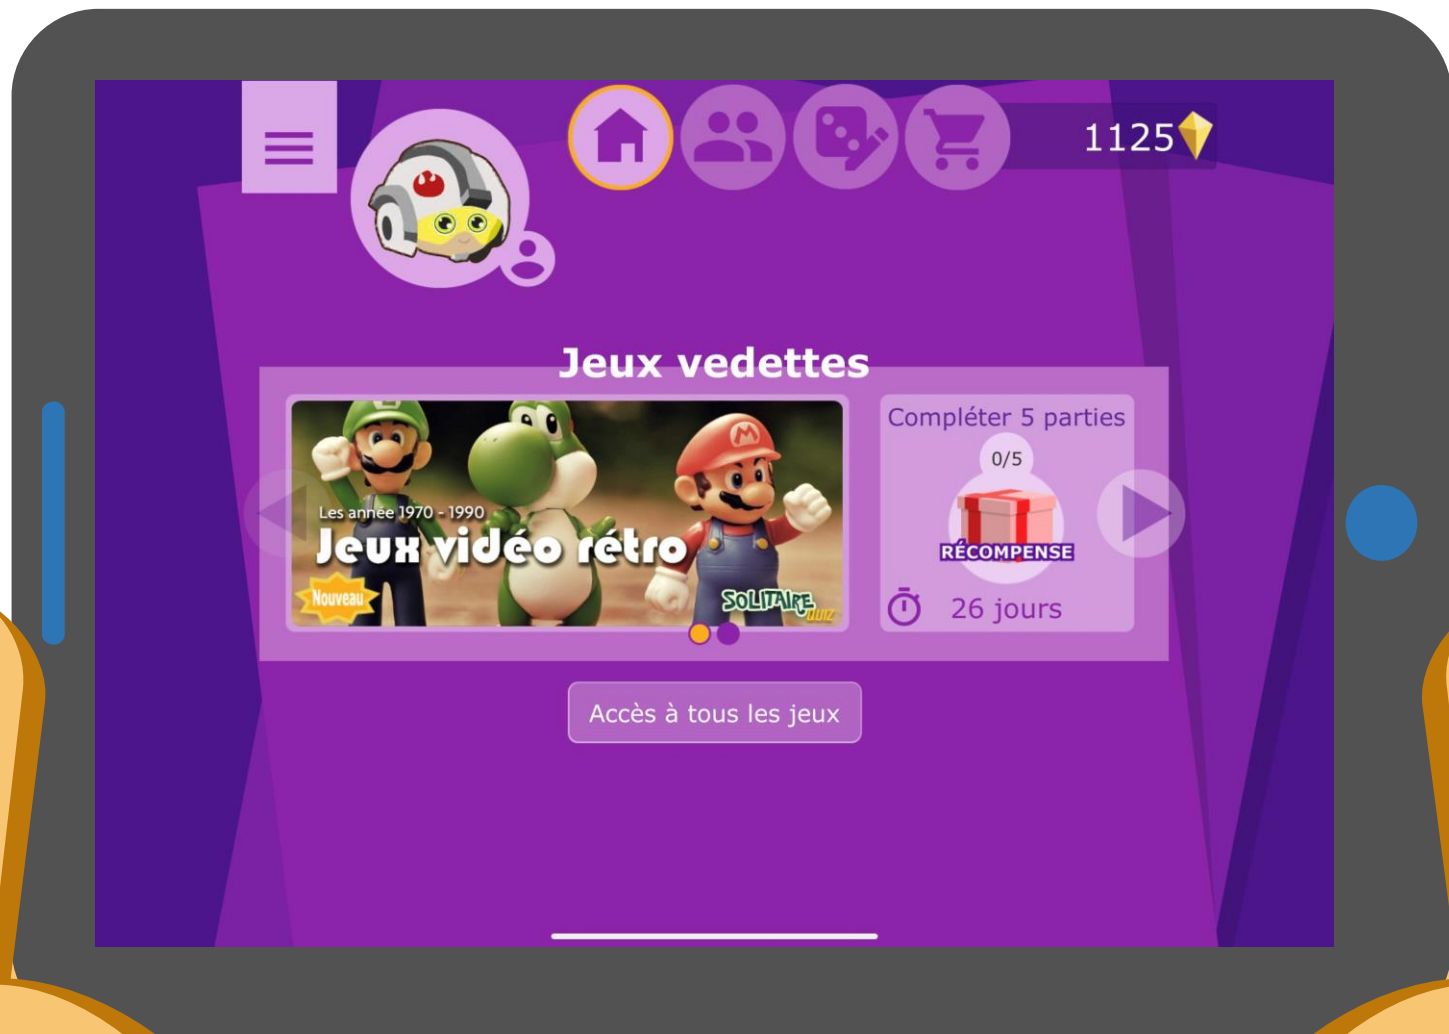 1125
Jeux vedettes
Les année 1970 - 1990
Jeux vidéo rétro
Nouveau
SOLITAIRE
QUIZ
Compléter 5 parties
0/5
RÉCOMPENSE
26 jours
Accès à tous les jeux